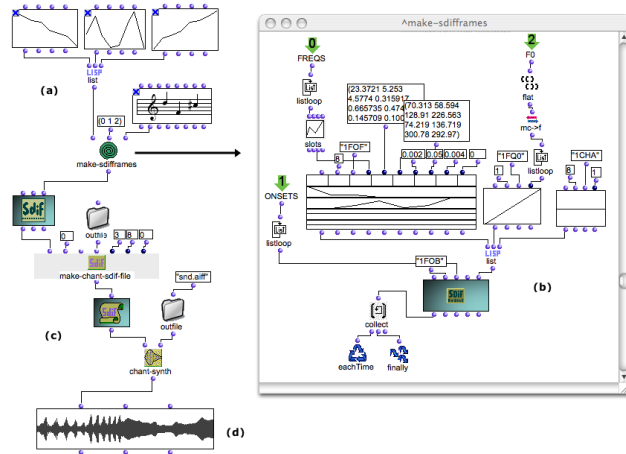 LISP
list
(a)
(0 1 2)
make-sdifframes
Sdif
outfile
0
3 8 0
SDIF
make-chant-sdif-file
"snd.aiff"
(c)
SDIF
outfile
chant-synth
(d)
^make-sdifframes
0
FREQS
listloop
slots
8
"1FOF"
(23.3721 5.253
4.5774 0.315917
0.665735 0.474
0.145709 0.100
(70.313 58.594
128.91 226.563
74.219 136.719
300.78 292.97)
0.002 0.05 0.004 0
2
F0
flat
mc->f
listloop
"1FQ0"
1
"1CHA"
8
1
1
ONSETS
listloop
LISP
list
"1FOB"
Sdif
(b)
collect
eachTime
finally